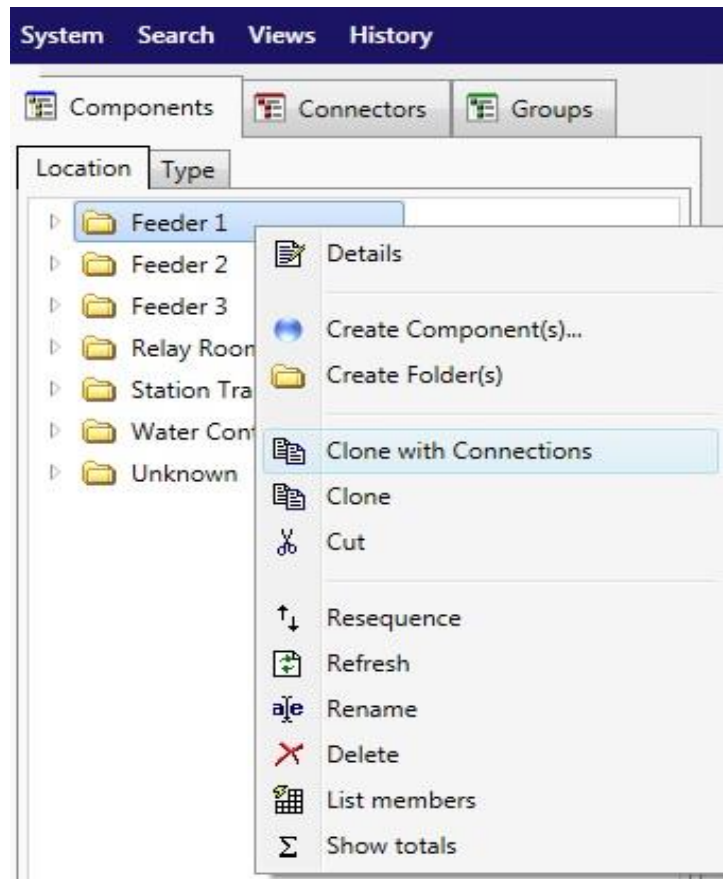 System Search Views History
Components Connectors Groups
Location Type
Feeder 1
Feeder 2
Feeder 3
Relay Roo
Station Tra
Water Con
Unknown
Details
Create Component(s)...
Create Folder(s)
Clone with Connections
Clone
Cut
Resequence
Refresh
Rename
Delete
List members
Show totals